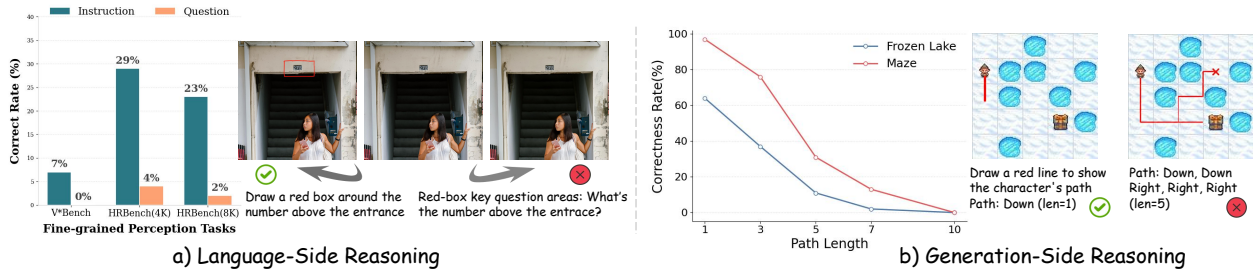 Instruction
Question
Correct Rate (%)
40
35
30
25
20
15
10
5
0
7%
0%
29%
4%
23%
2%
V*Bench
HRBench(4K)
HRBench(8K)
Fine-grained Perception Tasks
Draw a red box around the
number above the entrance
Red-box key question areas: What's
the number above the entrace?
a) Language-Side Reasoning
Correctness Rate(%)
100
80
60
40
20
0
Frozen Lake
Maze
1
3
5
7
10
Path Length
Draw a red line to show
the character's path
Path: Down (len=1)
Path: Down, Down
Right, Right, Right
(len=5)
b) Generation-Side Reasoning